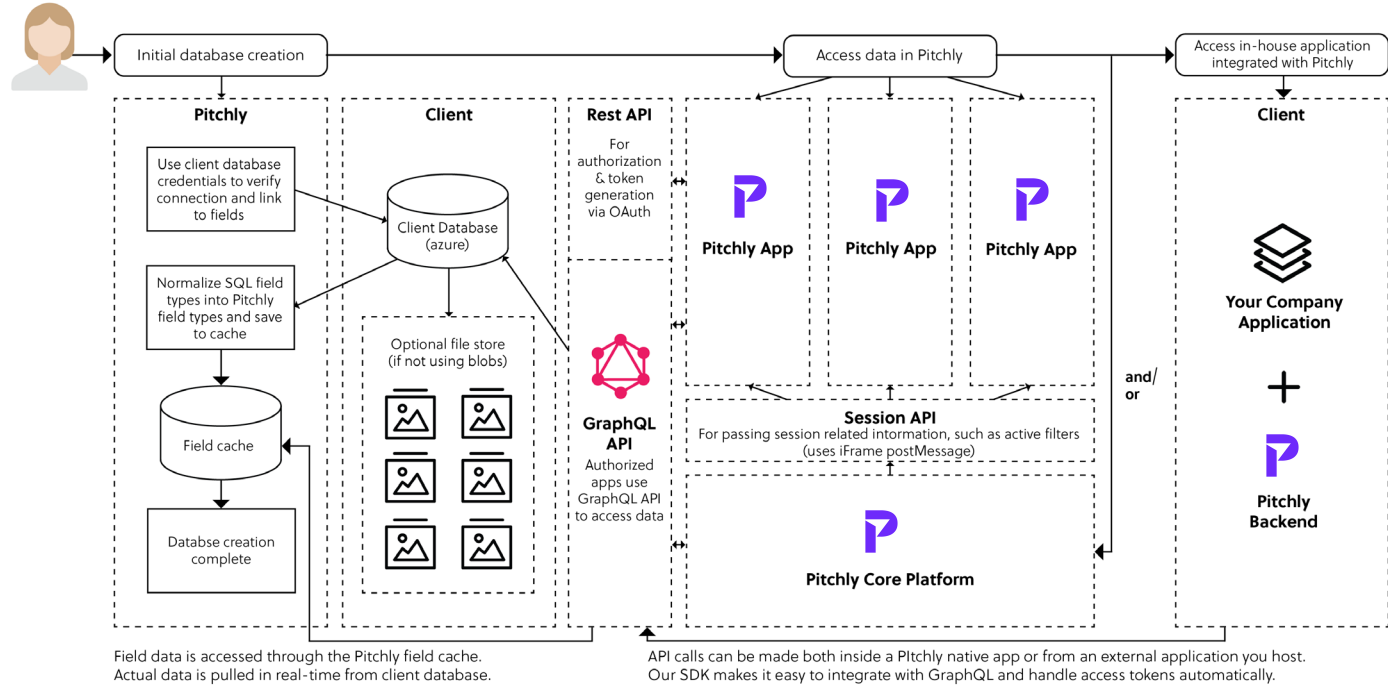 Initial database creation
Access data in Pitchly
Access in-house application
integrated with Pitchly
Pitchly
Use client database
credentials to verify
connection and link
to fields
Normalize SQL field
types into Pitchly
field types and save
to cache
Field cache
Databse creation
complete
Client
Client Database
(azure)
Optional file store
(if not using blobs)
Rest API
For
authorization
& token
generation
via OAuth
GraphQL
API
Authorized
apps use
GraphQL API
to access data
Pitchly App
Pitchly App
Pitchly App
Session API
For passing session related intormation, such as active filters
(uses iFrame postMessage)
Pitchly Core Platform
and/
or
Client
Your Company
Application
Pitchly
Backend
Field data is accessed through the Pitchly field cache.
Actual data is pulled in real-time from client database.
API calls can be made both inside a PItchly native app or from an external application you host.
Our SDK makes it easy to integrate with GraphQL and handle access tokens automatically.